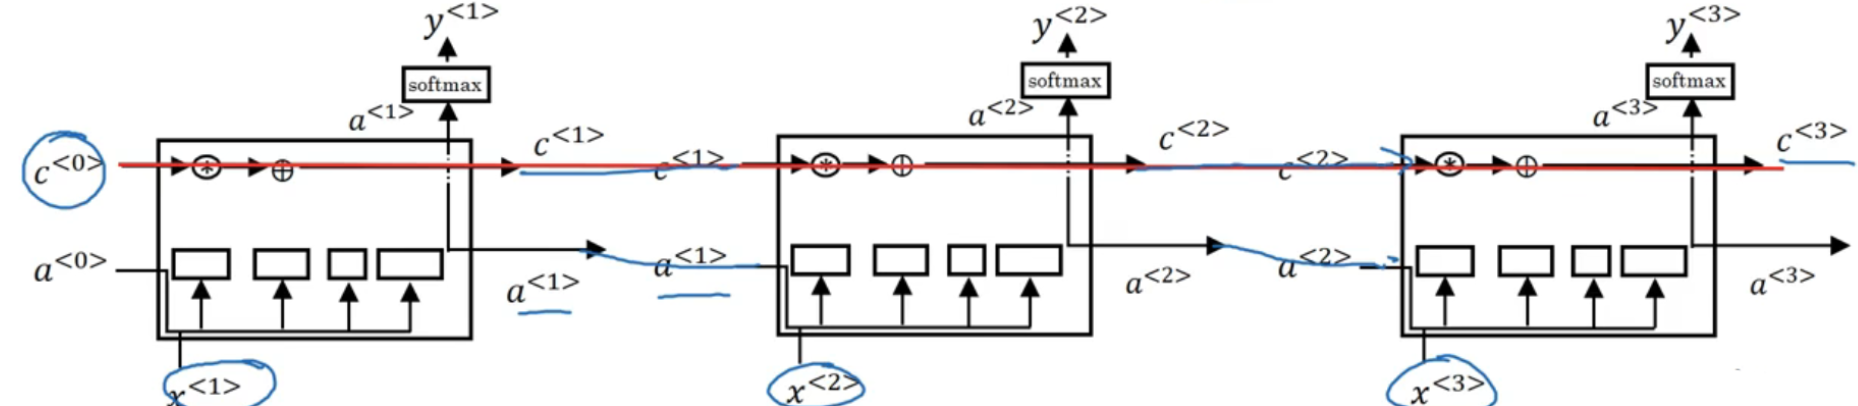 y<1> y<2> y<3>
softmax softmax softmax
a<1> a<2> a<3>
c<0> c<1> c<1> c<2> c<2> c<3>
a<0> a<1> a<1> a<2> a<2> a<3>
x<1> x<2> x<3>